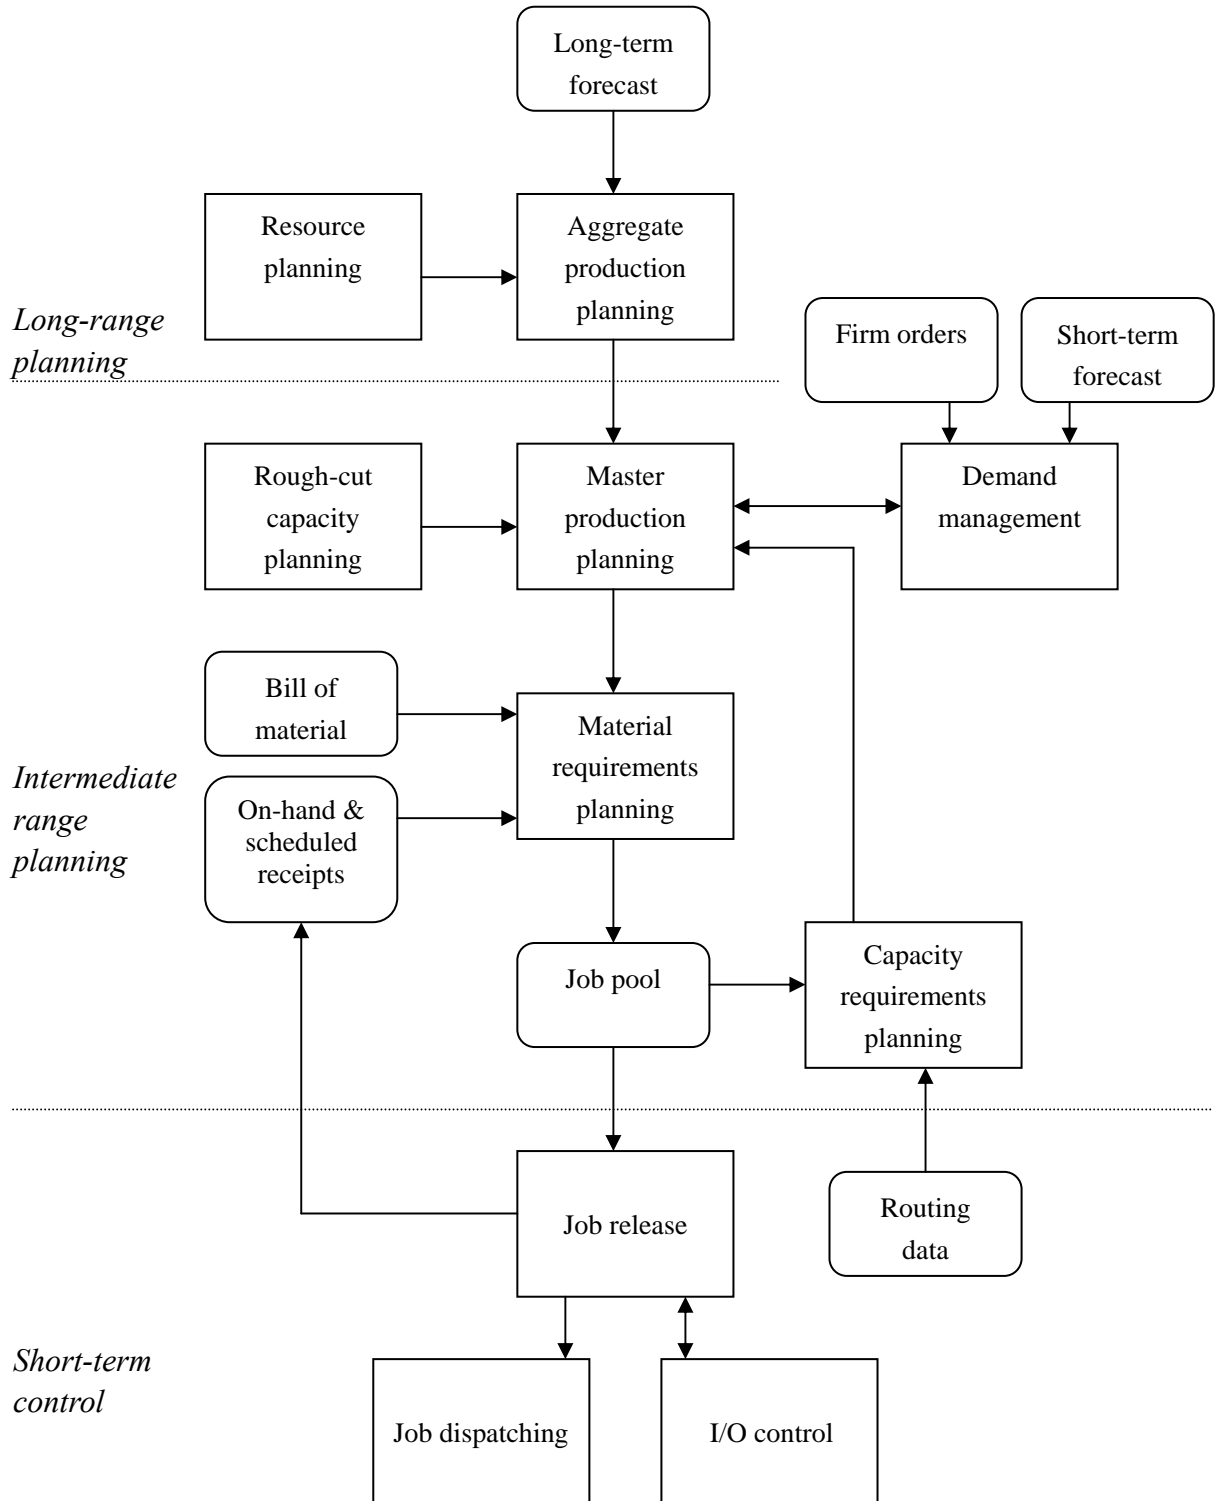 Long-term
forecast
Resource
planning
Aggregate
production
planning
Long-range
planning
Firm orders
Short-term
forecast
Rough-cut
capacity
planning
Master
production
planning
Demand
management
Bill of
material
Material
requirements
planning
Intermediate
range
planning
On-hand &
scheduled
receipts
Job pool
Capacity
requirements
planning
Job release
Routing
data
Short-term
control
Job dispatching
I/O control